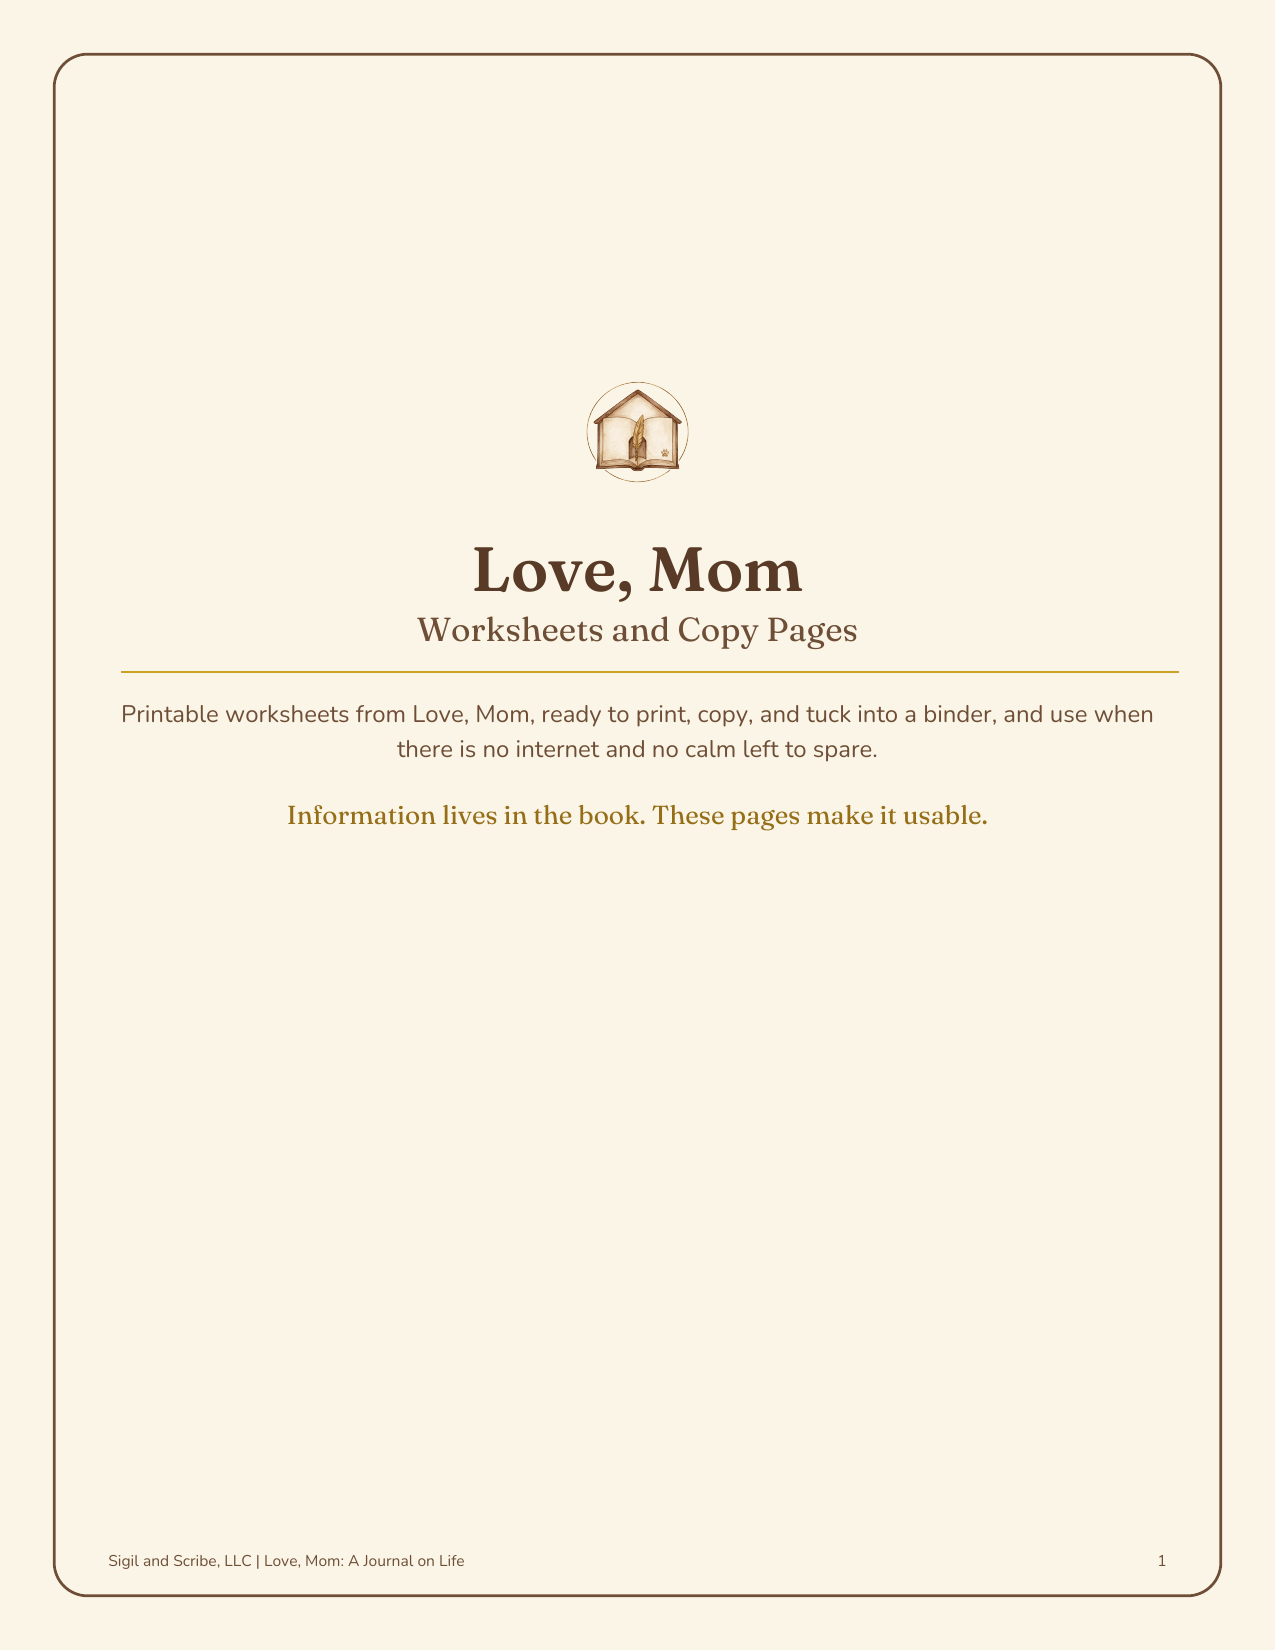 Love, Mom
Worksheets and Copy Pages
Printable worksheets from Love, Mom, ready to print, copy, and tuck into a binder, and use when
there is no internet and no calm left to spare.
Information lives in the book. These pages make it usable.
Sigil and Scribe, LLC | Love, Mom: A Journal on Life 1